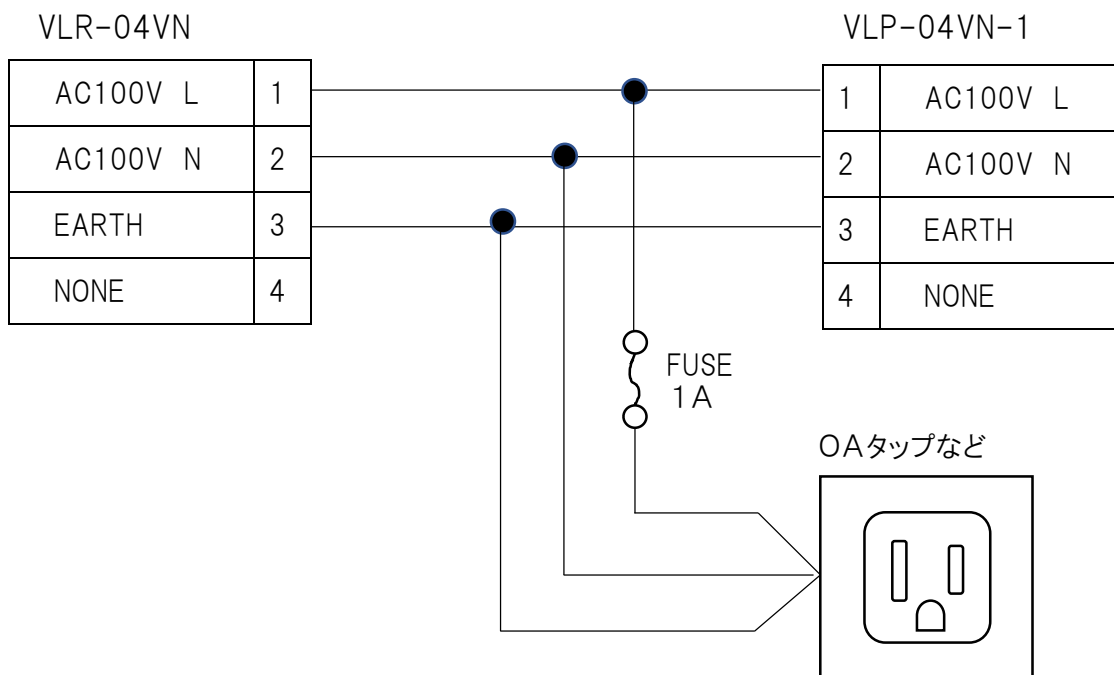 VLR-04VN
VLP-04VN-1
AC100V L 1
AC100V N 2
EARTH 3
NONE 4
1 AC100V L
2 AC100V N
3 EARTH
4 NONE
FUSE
1A
OAタップなど